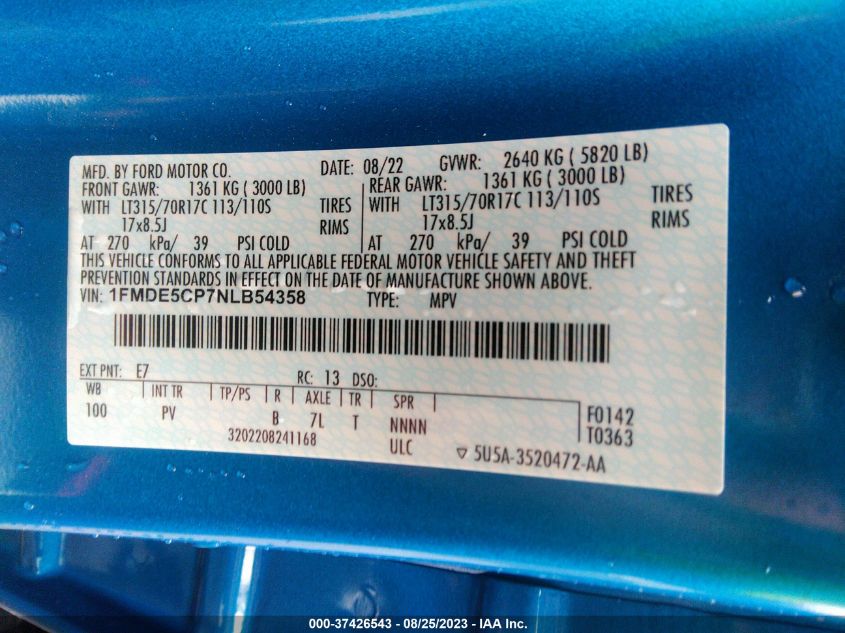 MFD. BY FORD MOTOR CO. DATE: 08/22 GVWR: 2640 KG ( 5820 LB)
FRONT GAWR: 1361 KG ( 3000 LB) REAR GAWR: 1361 KG ( 3000 LB)
WITH LT315/70R17C 113/110S TIRES WITH LT315/70R17C 113/110S TIRES
17x8.5J RIMS 17x8.5J RIMS
AT 270 kPa/ 39 PSI COLD AT 270 kPa/ 39 PSI COLD
THIS VEHICLE CONFORMS TO ALL APPLICABLE FEDERAL MOTOR VEHICLE SAFETY AND THEFT
PREVENTION STANDARDS IN EFFECT ON THE DATE OF MANUFACTURE SHOWN ABOVE.
VIN: 1FMDE5CP7NLB54358 TYPE: MPV
EXT PNT: E7 RC: 13 DSO:
WB INT TR TP/PS R AXLE TR SPR
100 PV B 7L T NNNN F0142
3202208241168 ULC T0363
▽ 5U5A-3520472-AA
000-37426543 - 08/25/2023 - IAA Inc.